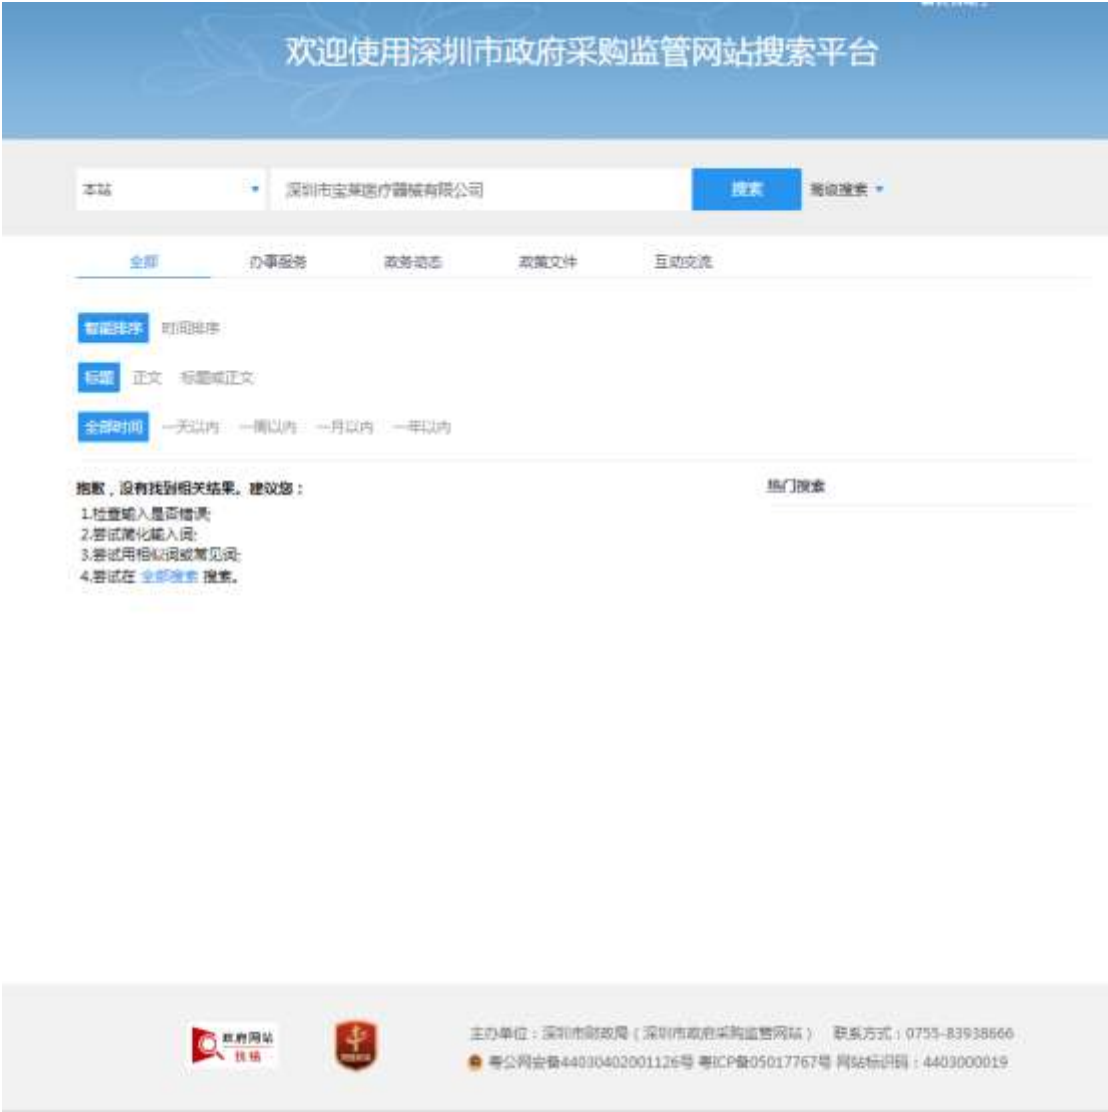 欢迎使用深圳市政府采购监管网站搜索平台
本站 深圳市宝莱医疗器械有限公司 搜索 高级搜索
全部 办事服务 政务动态 政策文件 互动交流
智能排序 时间排序
标题 正文 标题或正文
全部时间 一天以内 一周以内 一月以内 一年以内
抱歉，没有找到相关结果。建议您： 热门搜索
1.检查输入是否错误;
2.尝试简化输入词;
3.尝试用相似词或常见词;
4.尝试在 全部搜索 搜索。
政府网站
找错
主办单位：深圳市财政局（深圳市政府采购监管网站） 联系方式：0755-83938666
粤公网安备44030402001126号 粤ICP备05017767号 网站标识码：4403000019